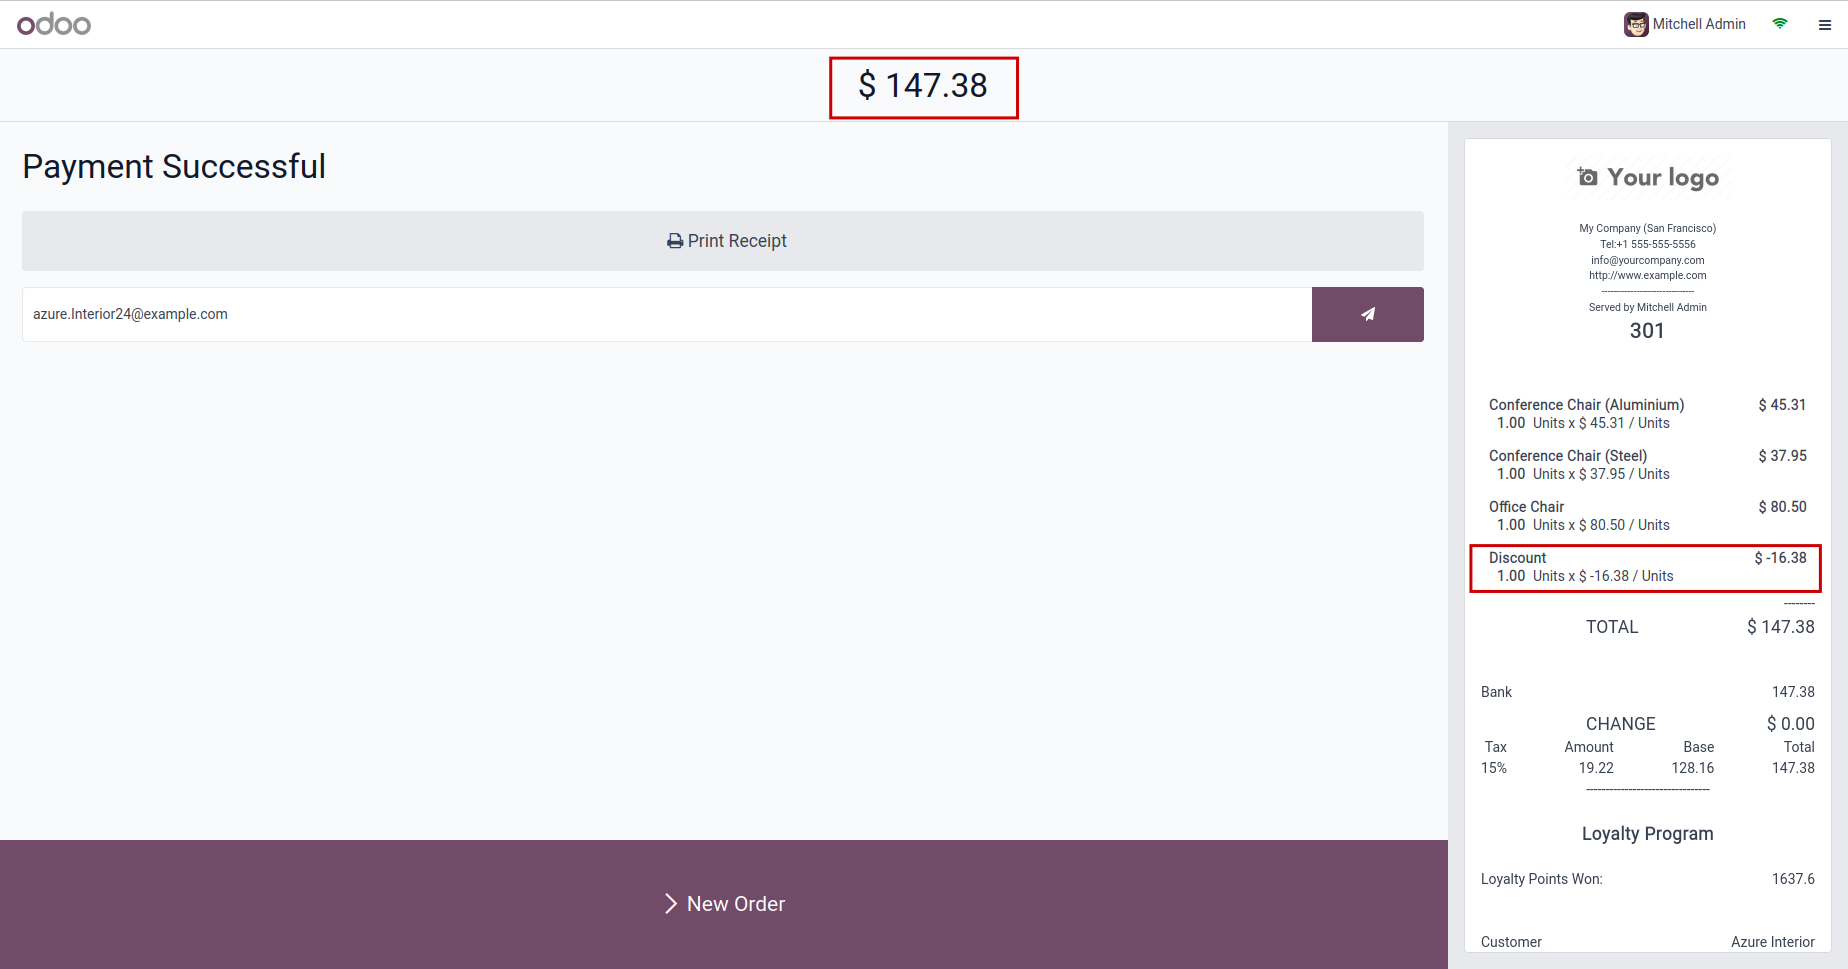 odoo
Mitchell Admin
$ 147.38
Payment Successful
Print Receipt
azure.Interior24@example.com
New Order
Your logo
My Company (San Francisco)
Tel:+1 555-555-5556
info@yourcompany.com
http://www.example.com
--------------------------------
Served by Mitchell Admin
301
Conference Chair (Aluminium) $ 45.31
1.00 Units x $ 45.31 / Units
Conference Chair (Steel) $ 37.95
1.00 Units x $ 37.95 / Units
Office Chair $ 80.50
1.00 Units x $ 80.50 / Units
Discount $ -16.38
1.00 Units x $ -16.38 / Units
--------
TOTAL $ 147.38
Bank 147.38
CHANGE $ 0.00
Tax Amount Base Total
15% 19.22 128.16 147.38
--------------------------------
Loyalty Program
Loyalty Points Won: 1637.6
Customer Azure Interior